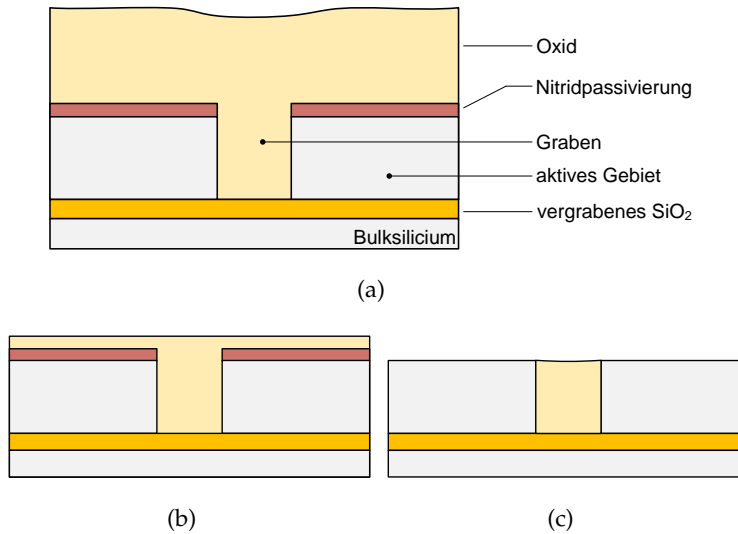 Oxid
Nitridpassivierung
Graben
aktives Gebiet
vergrabenes SiO₂
Bulksilicium
(a)
(b)
(c)